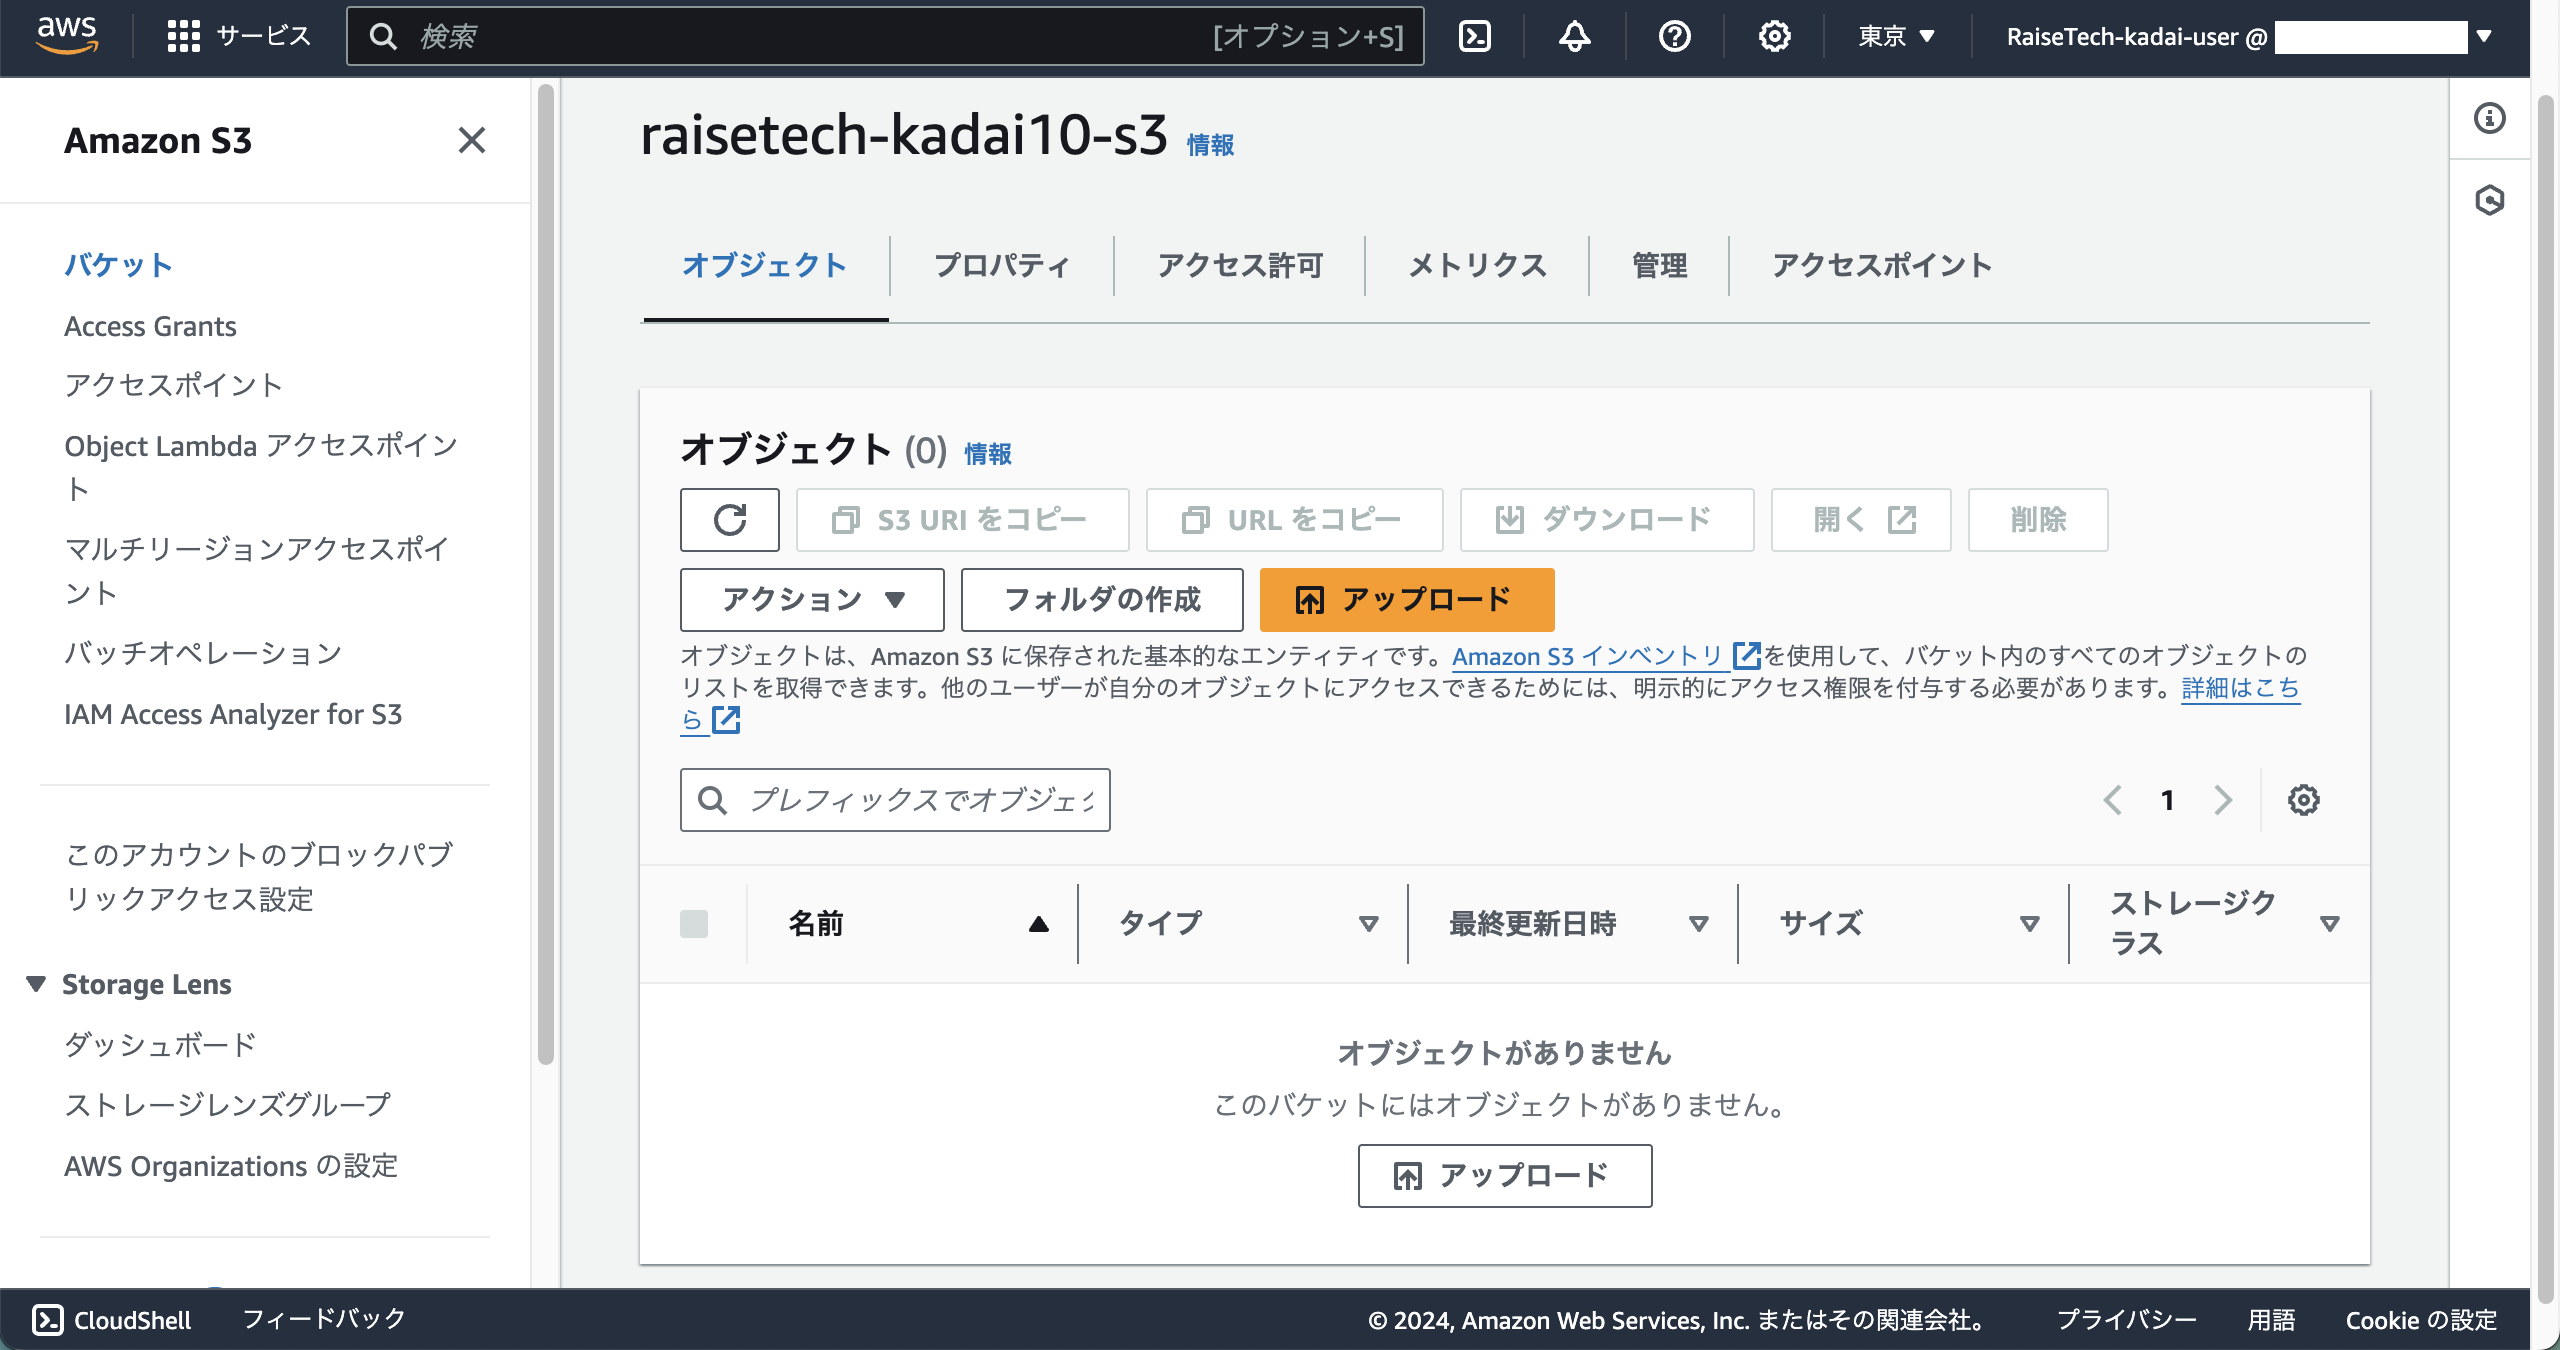 aws
サービス
検索
[オプション+S]
東京
RaiseTech-kadai-user @
Amazon S3
バケット
Access Grants
アクセスポイント
Object Lambda アクセスポイン
ト
マルチリージョンアクセスポイ
ント
バッチオペレーション
IAM Access Analyzer for S3
このアカウントのブロックパブ
リックアクセス設定
Storage Lens
ダッシュボード
ストレージレンズグループ
AWS Organizations の設定
raisetech-kadai10-s3 情報
オブジェクト
プロパティ
アクセス許可
メトリクス
管理
アクセスポイント
オブジェクト (0) 情報
S3 URI をコピー
URL をコピー
ダウンロード
開く
削除
アクション
フォルダの作成
アップロード
オブジェクトは、Amazon S3 に保存された基本的なエンティティです。Amazon S3 インベントリ を使用して、バケット内のすべてのオブジェクトの
リストを取得できます。他のユーザーが自分のオブジェクトにアクセスできるためには、明示的にアクセス権限を付与する必要があります。詳細はこち
ら
プレフィックスでオブジェク
1
名前
タイプ
最終更新日時
サイズ
ストレージク
ラス
オブジェクトがありません
このバケットにはオブジェクトがありません。
アップロード
CloudShell
フィードバック
© 2024, Amazon Web Services, Inc. またはその関連会社。
プライバシー
用語
Cookie の設定